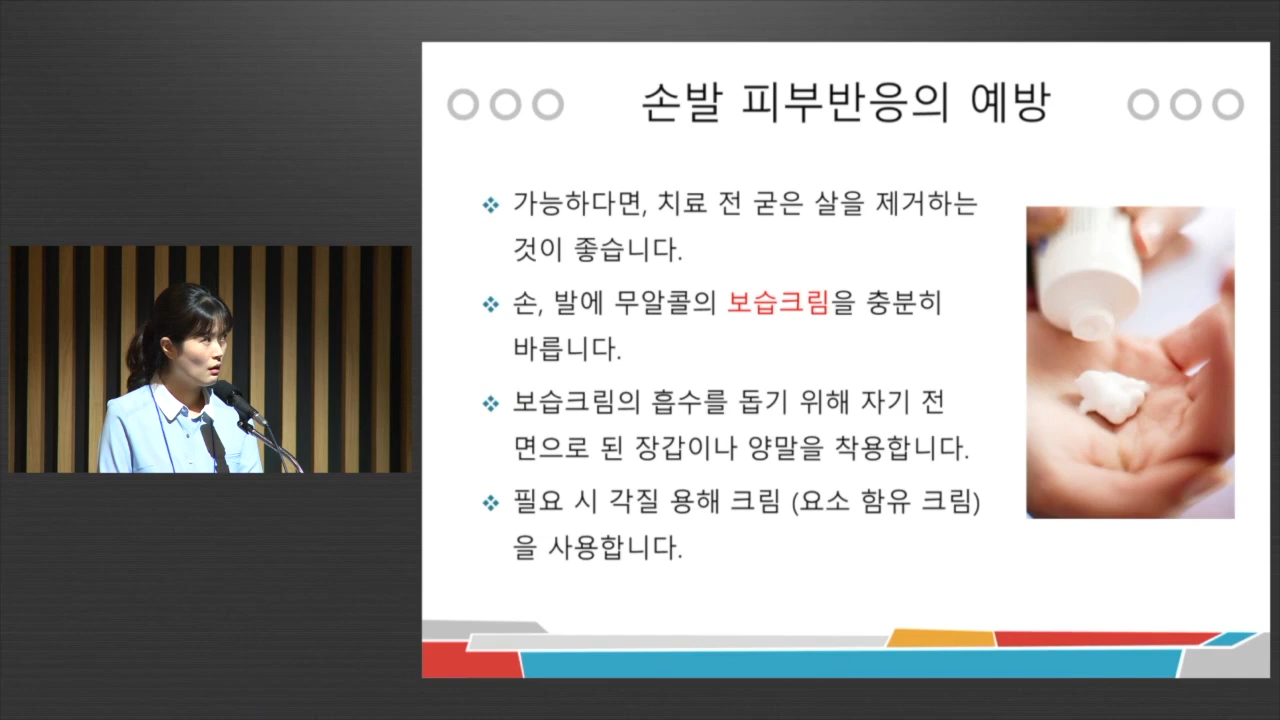 손발 피부반응의 예방
가능하다면, 치료 전 굳은 살을 제거하는
것이 좋습니다.
손, 발에 무알콜의 보습크림을 충분히
바릅니다.
보습크림의 흡수를 돕기 위해 자기 전
면으로 된 장갑이나 양말을 착용합니다.
필요 시 각질 용해 크림 (요소 함유 크림)
을 사용합니다.